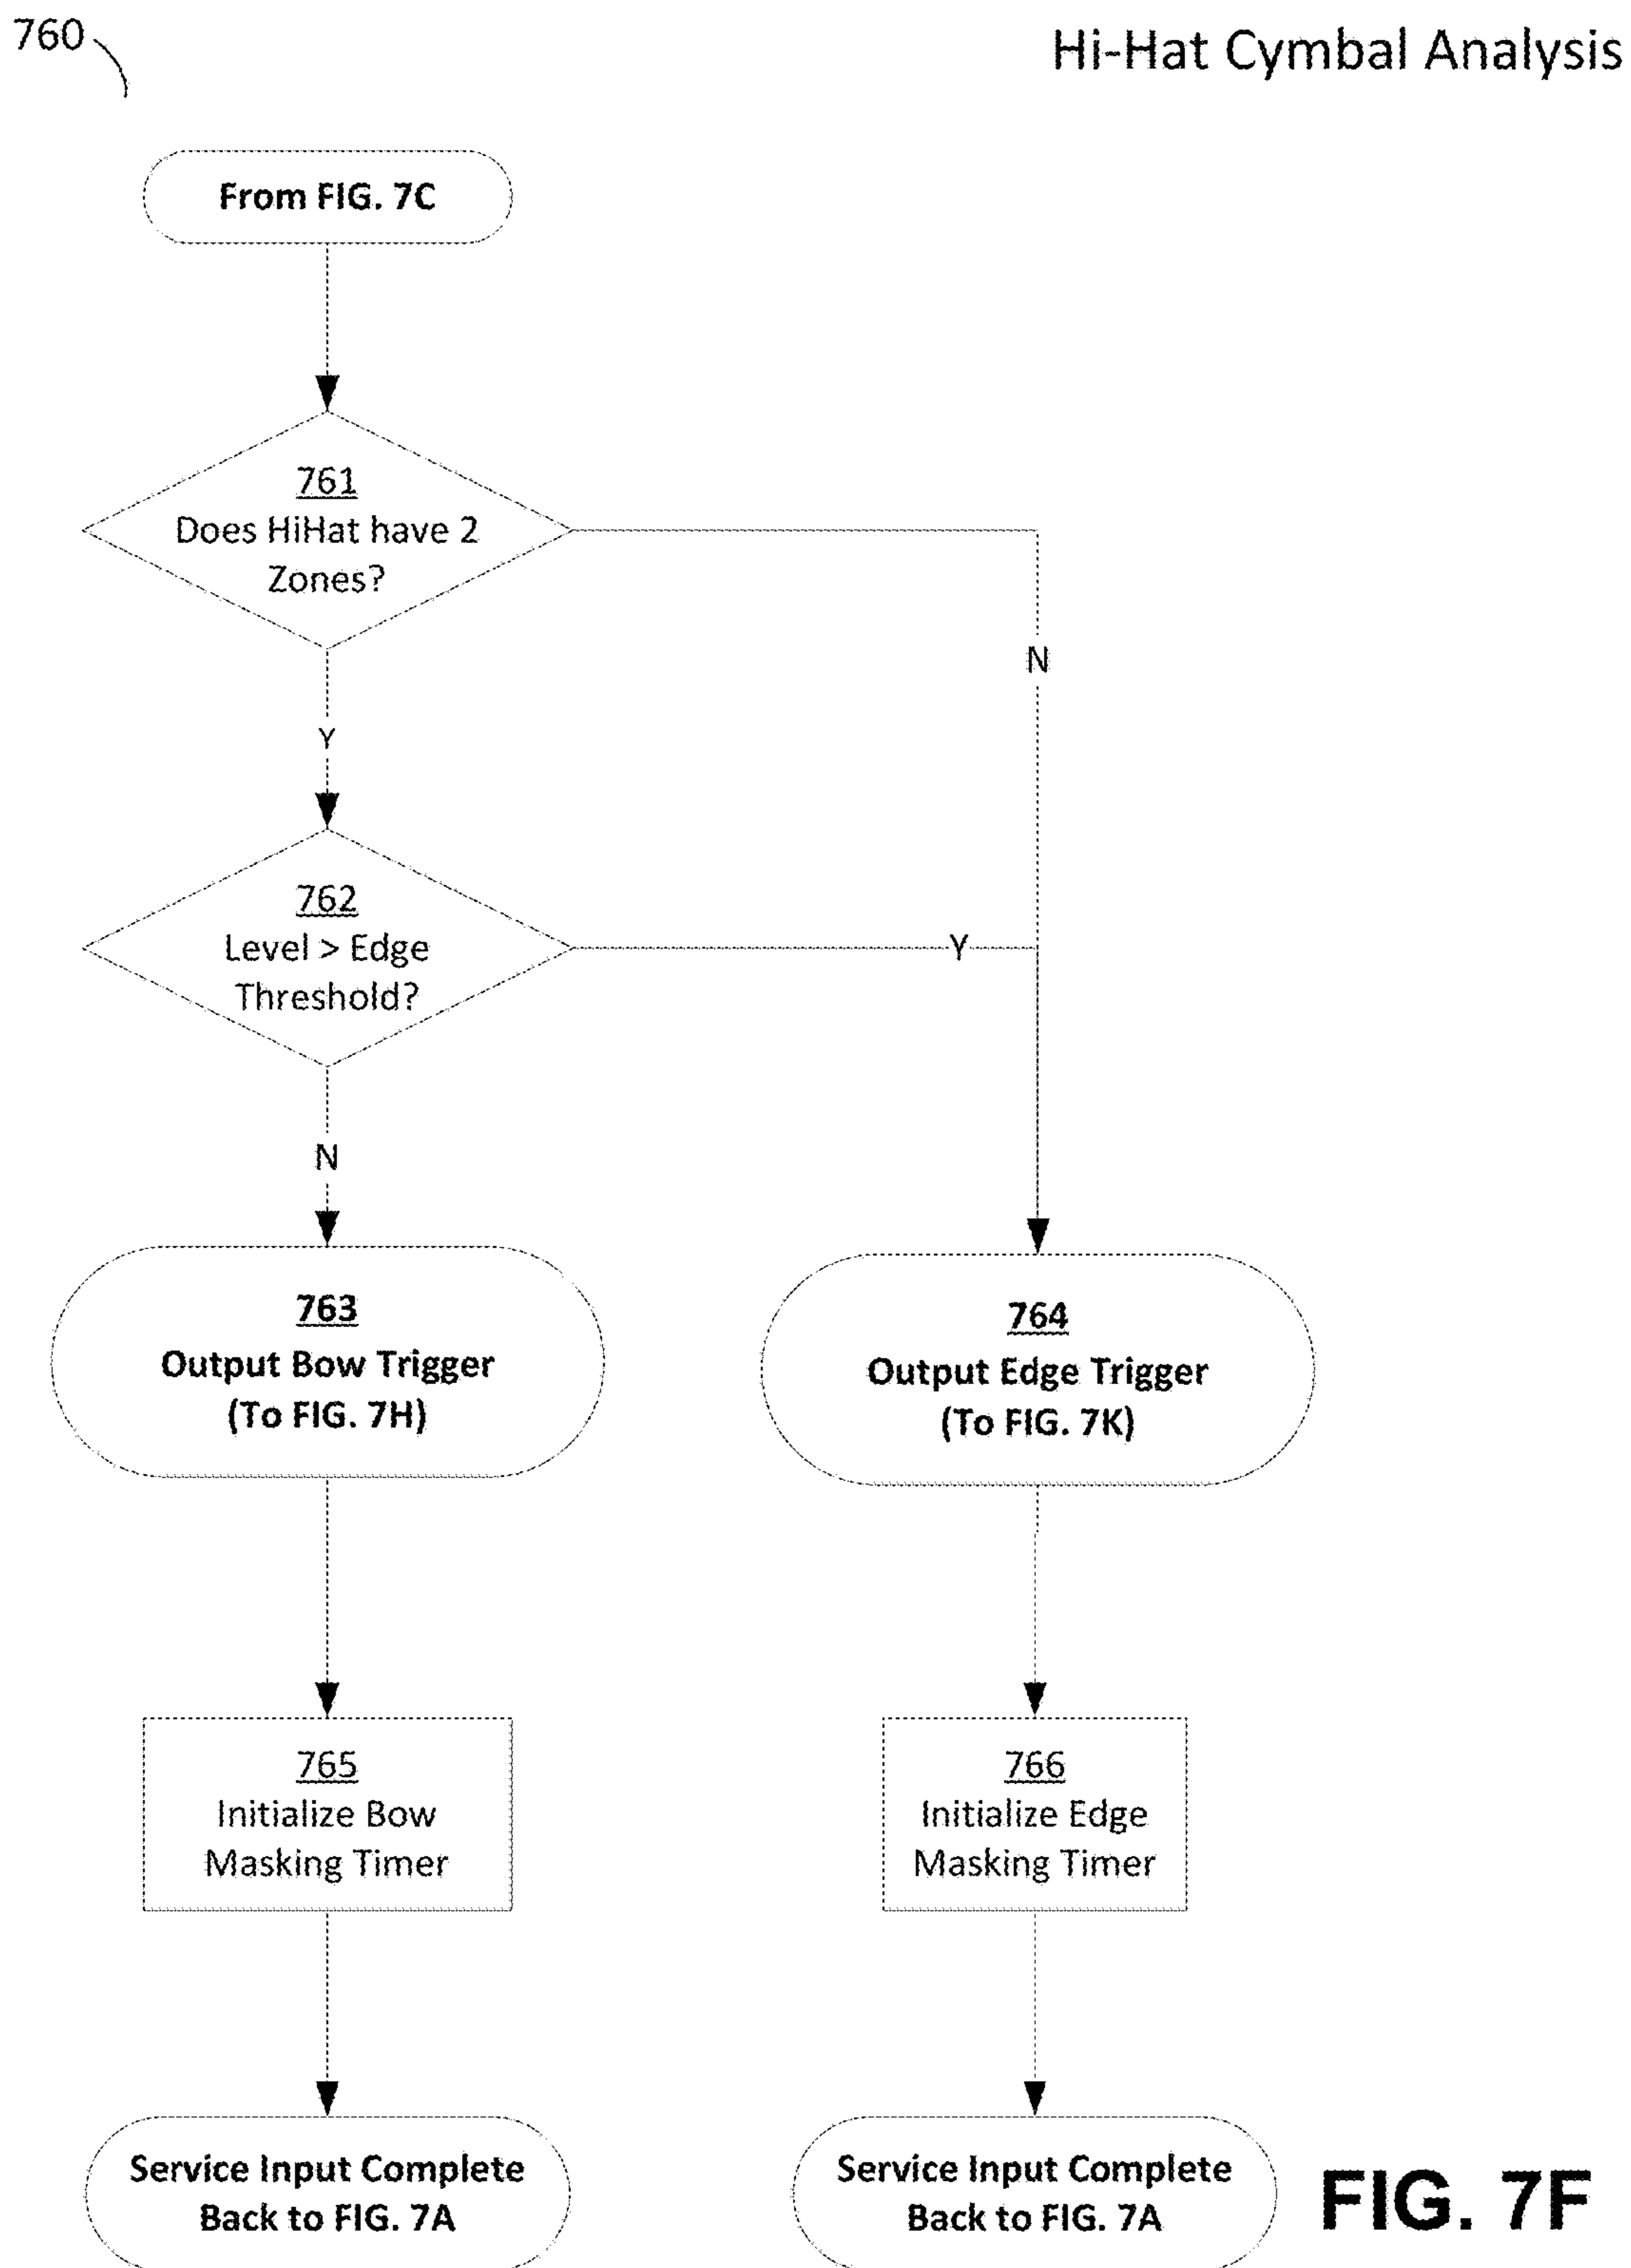 760
Hi-Hat Cymbal Analysis
From FIG. 7C
761
Does HiHat have 2
Zones?
N
Y
762
Level > Edge
Threshold?
Y
N
763
Output Bow Trigger
(To FIG. 7H)
764
Output Edge Trigger
(To FIG. 7K)
765
Initialize Bow
Masking Timer
766
Initialize Edge
Masking Timer
Service Input Complete
Back to FIG. 7A
Service Input Complete
Back to FIG. 7A
FIG. 7F